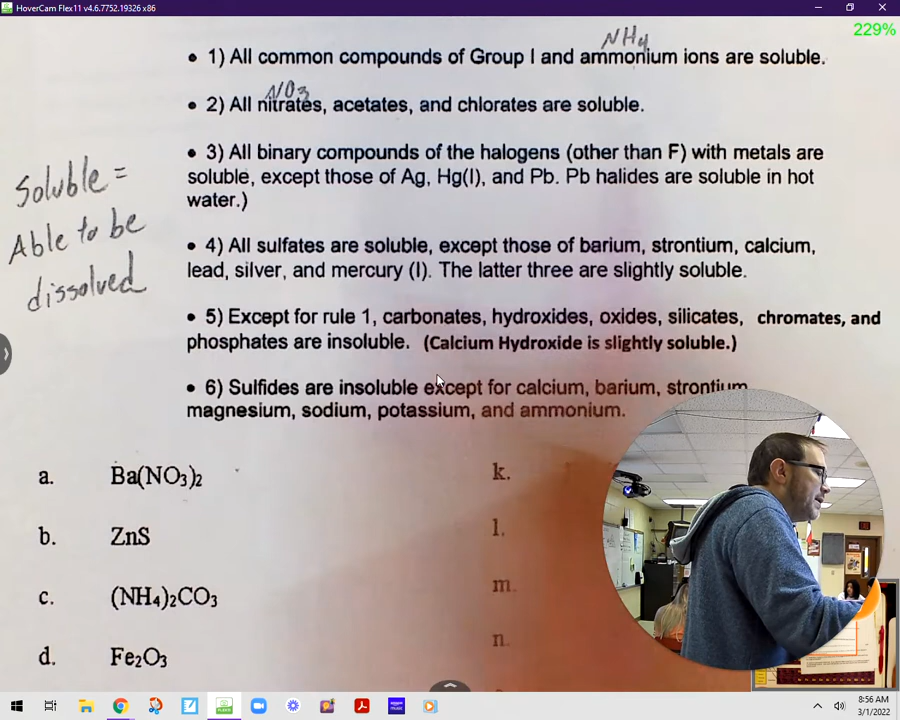 HoverCam Flex11 v4.6.7752.19326 x86
229%
NH4
• 1) All common compounds of Group I and ammonium ions are soluble.
NO3
• 2) All nitrates, acetates, and chlorates are soluble.
• 3) All binary compounds of the halogens (other than F) with metals are
soluble, except those of Ag, Hg(I), and Pb. Pb halides are soluble in hot
water.)
Soluble =
Able to be
dissolved
• 4) All sulfates are soluble, except those of barium, strontium, calcium,
lead, silver, and mercury (I). The latter three are slightly soluble.
• 5) Except for rule 1, carbonates, hydroxides, oxides, silicates, chromates, and
phosphates are insoluble. (Calcium Hydroxide is slightly soluble.)
• 6) Sulfides are insoluble except for calcium, barium, strontium
magnesium, sodium, potassium, and ammonium.
a. Ba(NO3)2
k.
b. ZnS
l.
c. (NH4)2CO3
m.
d. Fe2O3
n.
8:56 AM
3/1/2022